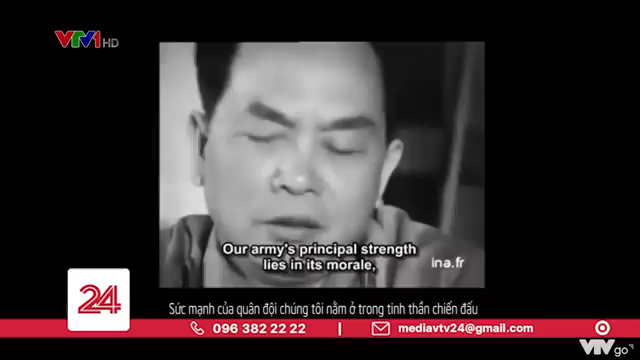 VTV1 HD
Our army's principal strength
lies in its morale,
ina.fr
24
Sức mạnh của quân đội chúng tôi nằm ở trong tinh thần chiến đấu
096 382 22 22
mediavtv24@gmail.com
VTV go